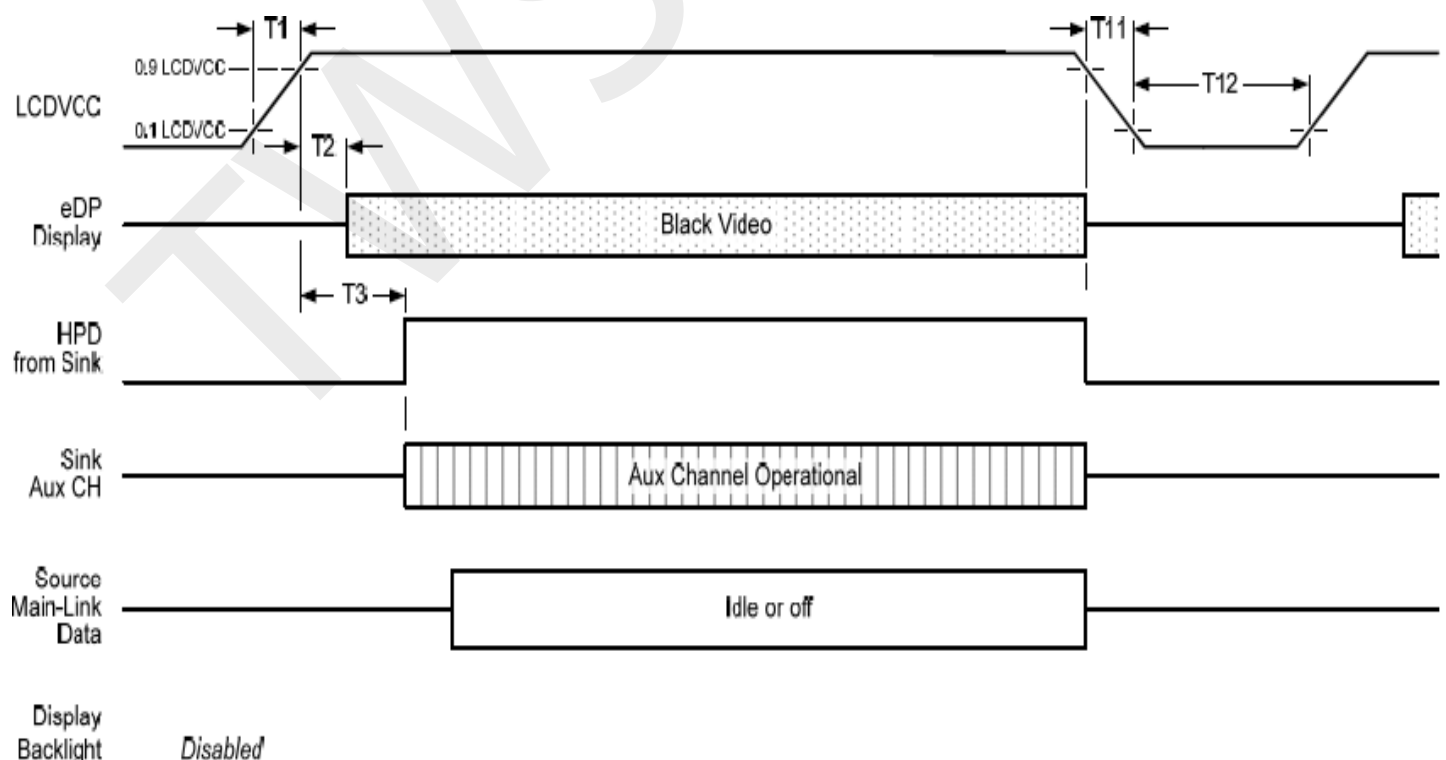 T1
T11
0.9 LCDVCC
T12
LCDVCC
0.1 LCDVCC
T2
eDP
Display
Black Video
T3
HPD
from Sink
Sink
Aux CH
Aux Channel Operational
Source
Main-Link
Data
Idle or off
Display
Backlight
Disabled